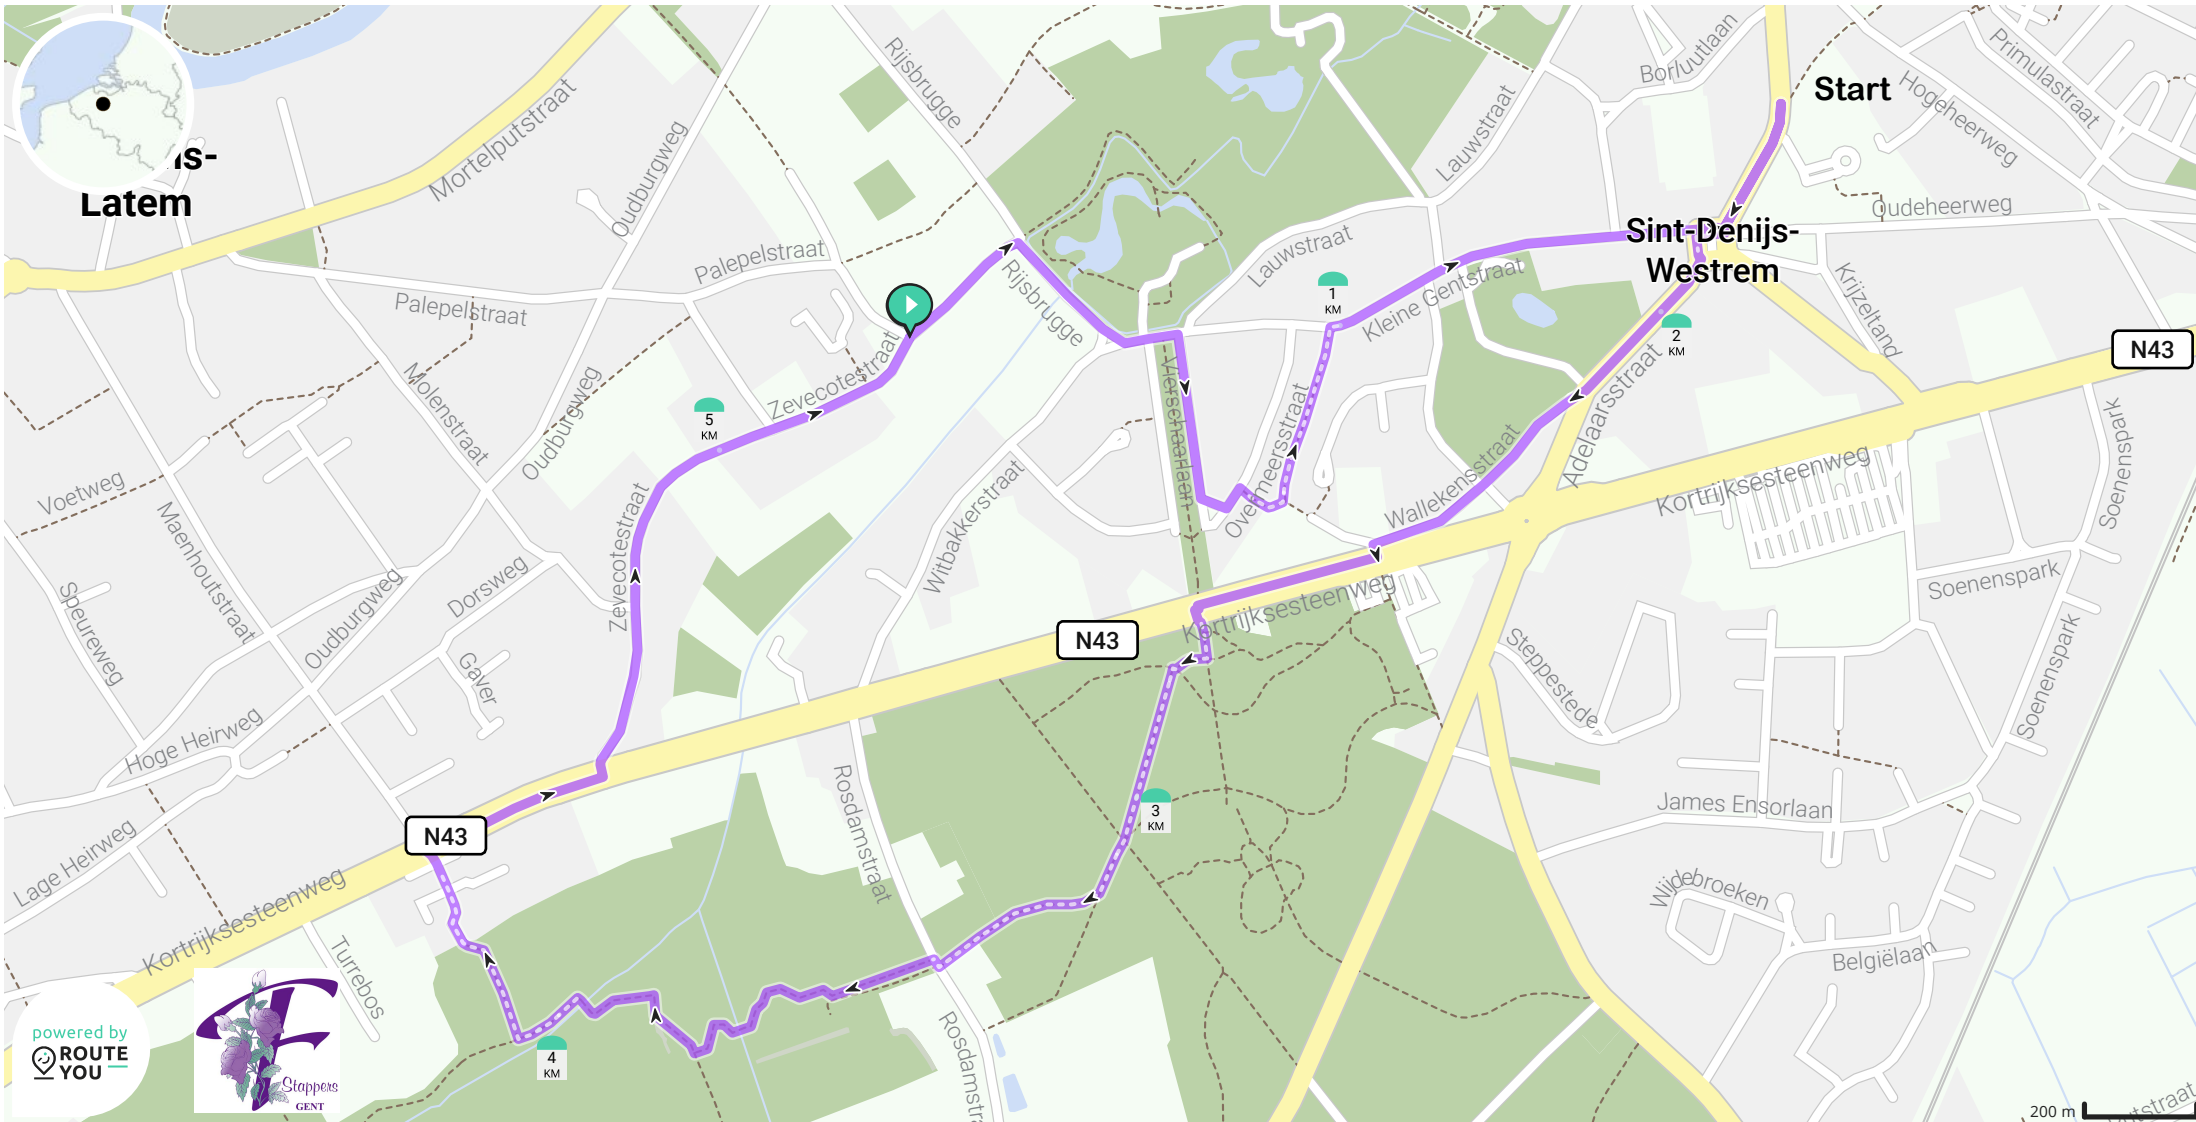 Start
Sint-Denijs-
Westrem
Latem
Mortelputstraat
Oudburgweg
Rijsbrugge
Borluutlaan
Primulastraat
Hogeheerweg
Lauwstraat
Oudeheerweg
Palepelstraat
Palepelstraat
Rijsbrugge
Lauwstraat
Kleine Gentstraat
Krijzeltand
1
KM
2
KM
N43
Zevecotestraat
5
KM
Molenstraat
Oudburgweg
Vierschaarlaan
Overmeersstraat
Adelaarsstraat
Wallekensstraat
Kortrijksesteenweg
Soenenspark
Voetweg
Maenhoutstraat
Zevecotestraat
Witbakkerstraat
Speureweg
Oudburgweg
Dorsweg
Gaver
N43
Kortrijksesteenweg
Soenenspark
Soenenspark
Steppestede
Hoge Heirweg
Lage Heirweg
N43
Rosdamstraat
3
KM
James Ensorlaan
Wijdebroeken
Belgiëlaan
Kortrijksesteenweg
Turrebos
4
KM
powered by
ROUTE
YOU
Stappers
GENT
200 m